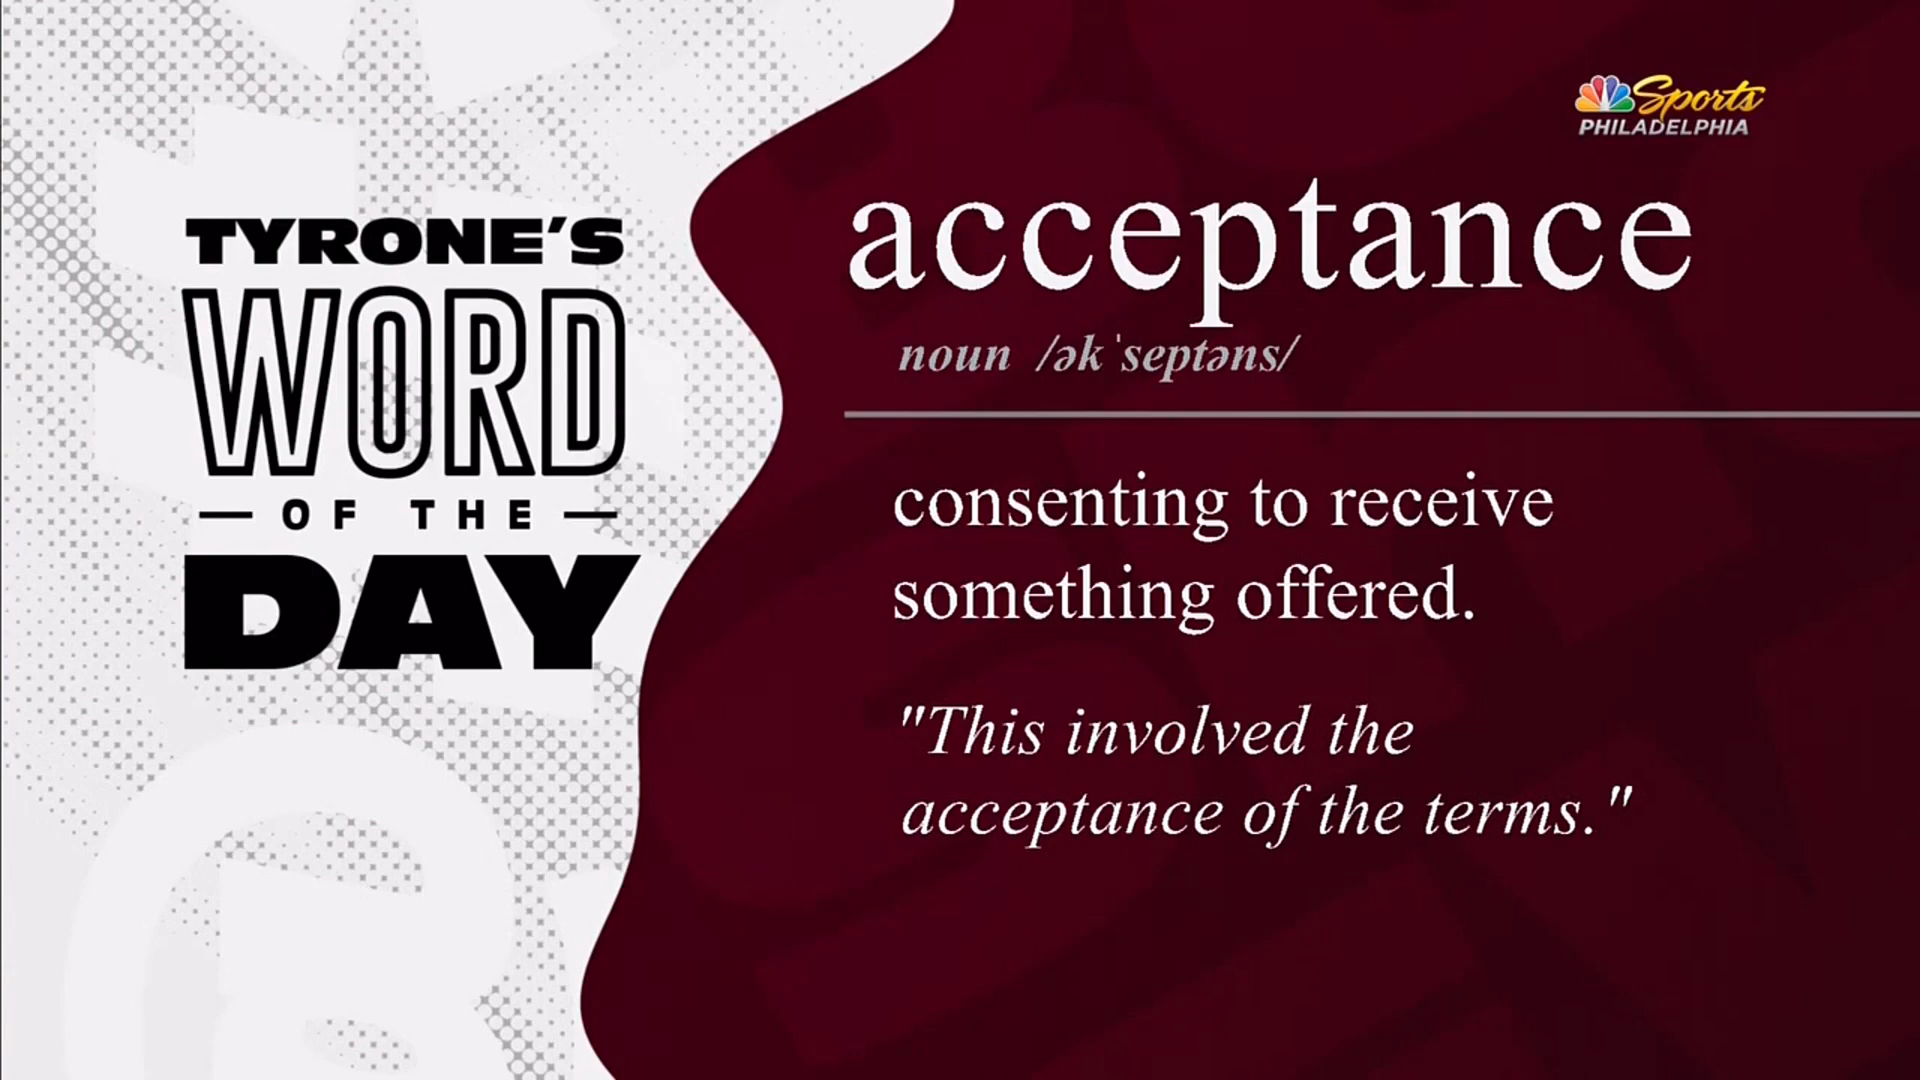 TYRONE'S
WORD
OF THE
DAY
Sports
PHILADELPHIA
acceptance
noun /əkˈseptəns/
consenting to receive
something offered.
"This involved the
acceptance of the terms."